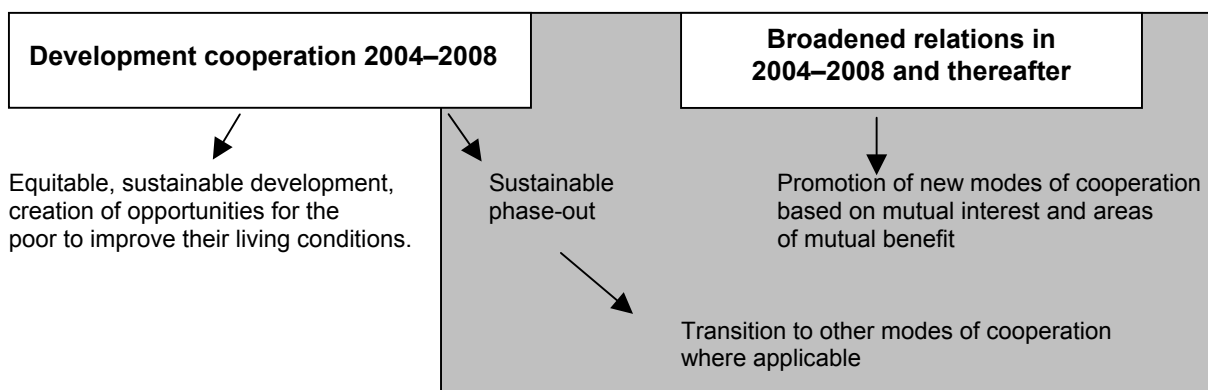 Development cooperation 2004–2008
Broadened relations in
2004–2008 and thereafter
Equitable, sustainable development,
creation of opportunities for the
poor to improve their living conditions.
Sustainable
phase-out
Promotion of new modes of cooperation
based on mutual interest and areas
of mutual benefit
Transition to other modes of cooperation
where applicable